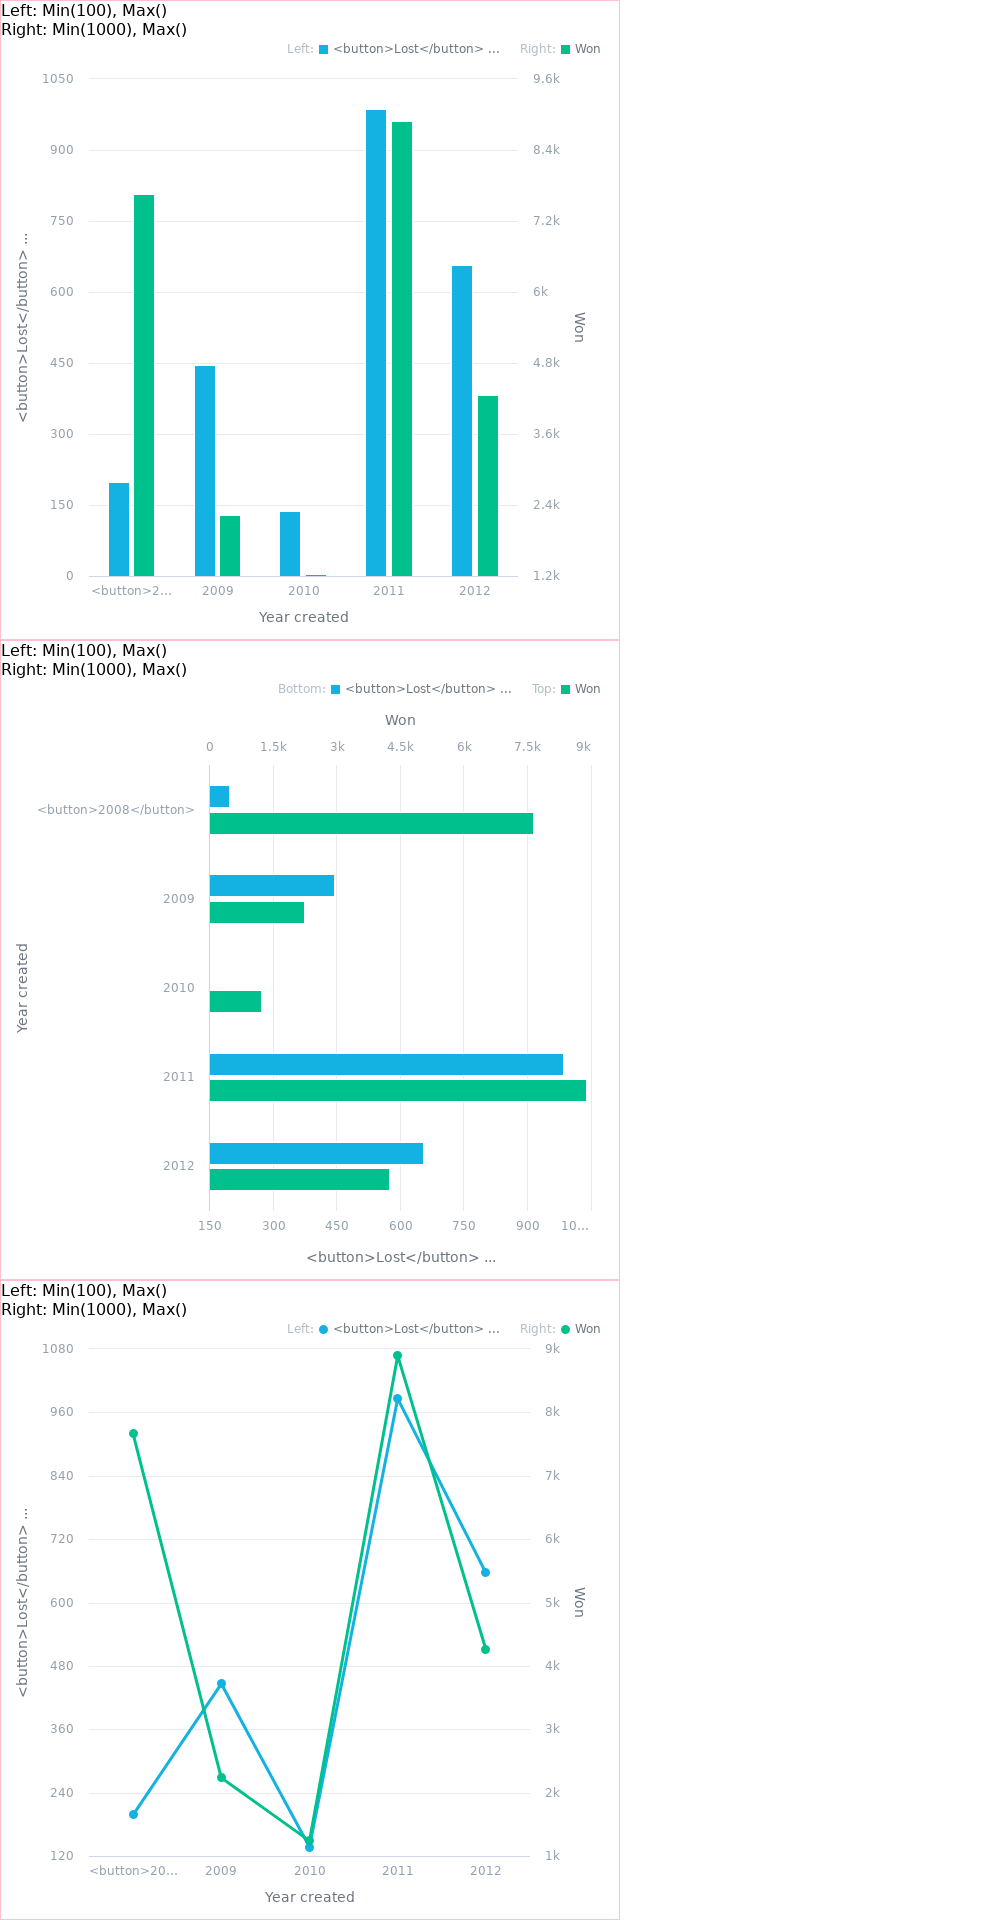 Left: Min(100), Max()
Right: Min(1000), Max()
Left: <button>Lost</button> ... Right: Won
1050 9.6k
900 8.4k
750 7.2k
600 6k
450 4.8k
300 3.6k
150 2.4k
0 1.2k
<button>Lost</button> ...
Won
<button>2... 2009 2010 2011 2012
Year created
Left: Min(100), Max()
Right: Min(1000), Max()
Bottom: <button>Lost</button> ... Top: Won
Won
0 1.5k 3k 4.5k 6k 7.5k 9k
<button>2008</button>
2009
2010
2011
2012
Year created
150 300 450 600 750 900 10...
<button>Lost</button> ...
Left: Min(100), Max()
Right: Min(1000), Max()
Left: <button>Lost</button> ... Right: Won
1080 9k
960 8k
840 7k
720 6k
600 5k
480 4k
360 3k
240 2k
120 1k
<button>Lost</button> ...
Won
<button>20... 2009 2010 2011 2012
Year created